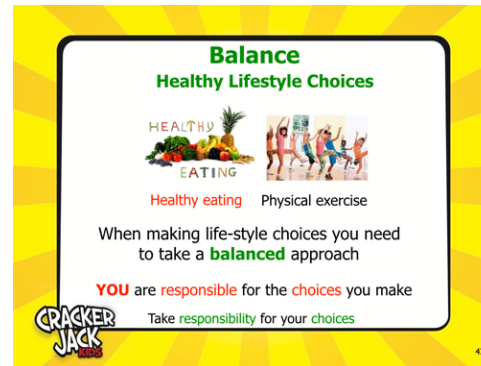 Balance
Healthy Lifestyle Choices
HEALTHY
EATING
Healthy eating
Physical exercise
When making life-style choices you need
to take a balanced approach
YOU are responsible for the choices you make
Take responsibility for your choices
CRACKER
JACK
KIDS